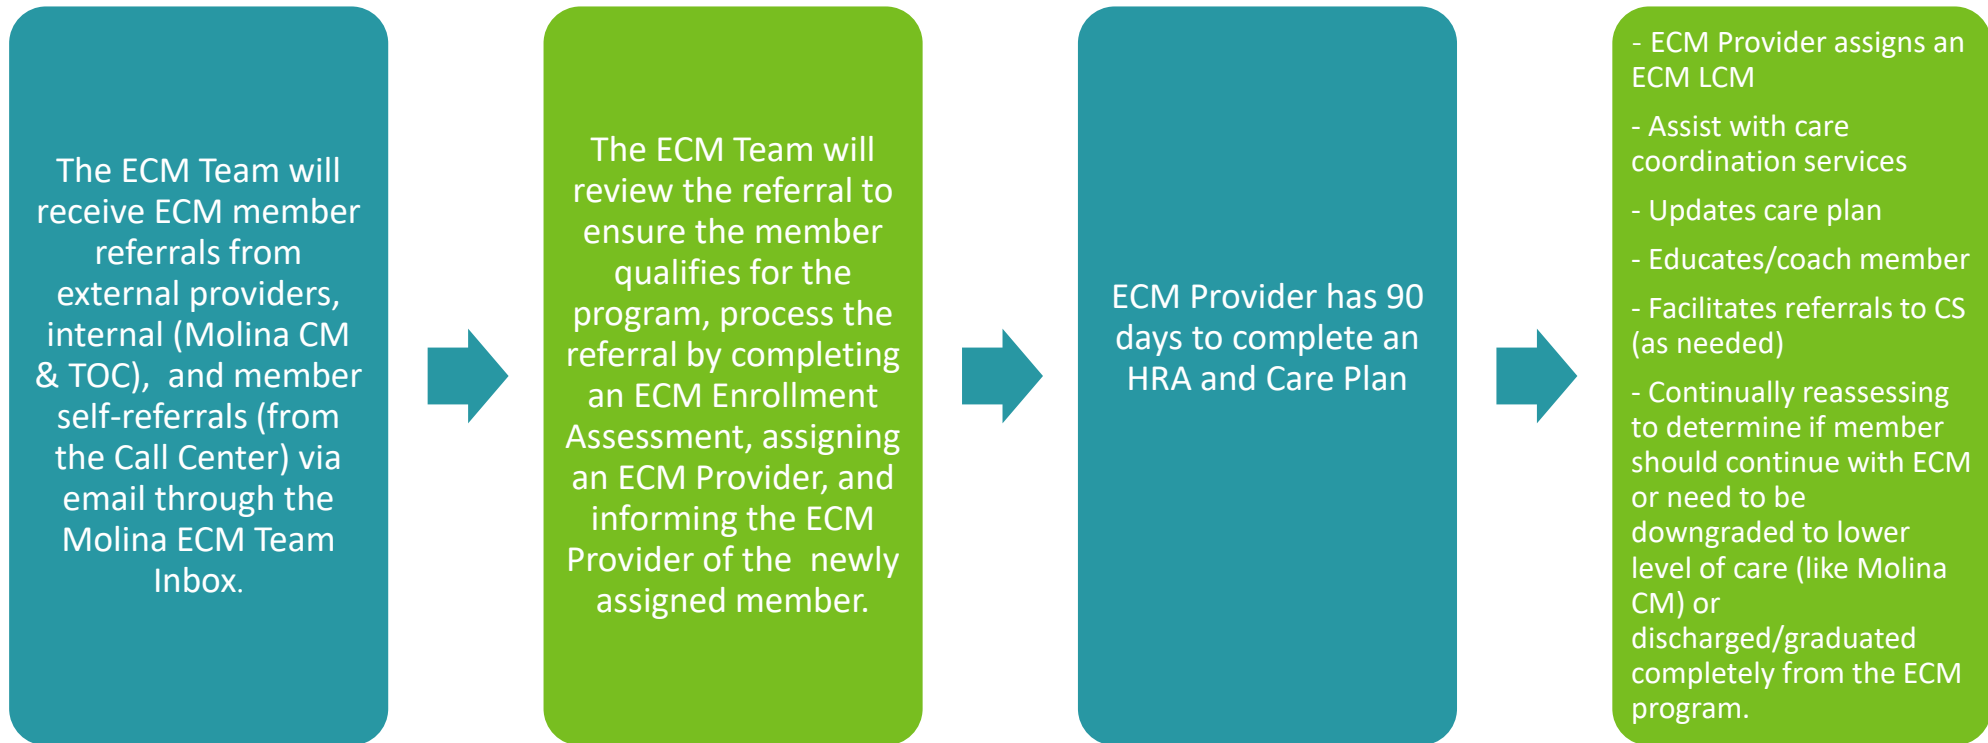 The ECM Team will
receive ECM member
referrals from
external providers,
internal (Molina CM
& TOC),  and member
self-referrals (from
the Call Center) via
email through the
Molina ECM Team
Inbox.
The ECM Team will
review the referral to
ensure the member
qualifies for the
program, process the
referral by completing
an ECM Enrollment
Assessment, assigning
an ECM Provider, and
informing the ECM
Provider of the  newly
assigned member.
ECM Provider has 90
days to complete an
HRA and Care Plan
- ECM Provider assigns an
ECM LCM
- Assist with care
coordination services
- Updates care plan
- Educates/coach member
- Facilitates referrals to CS
(as needed)
- Continually reassessing
to determine if member
should continue with ECM
or need to be
downgraded to lower
level of care (like Molina
CM) or
discharged/graduated
completely from the ECM
program.